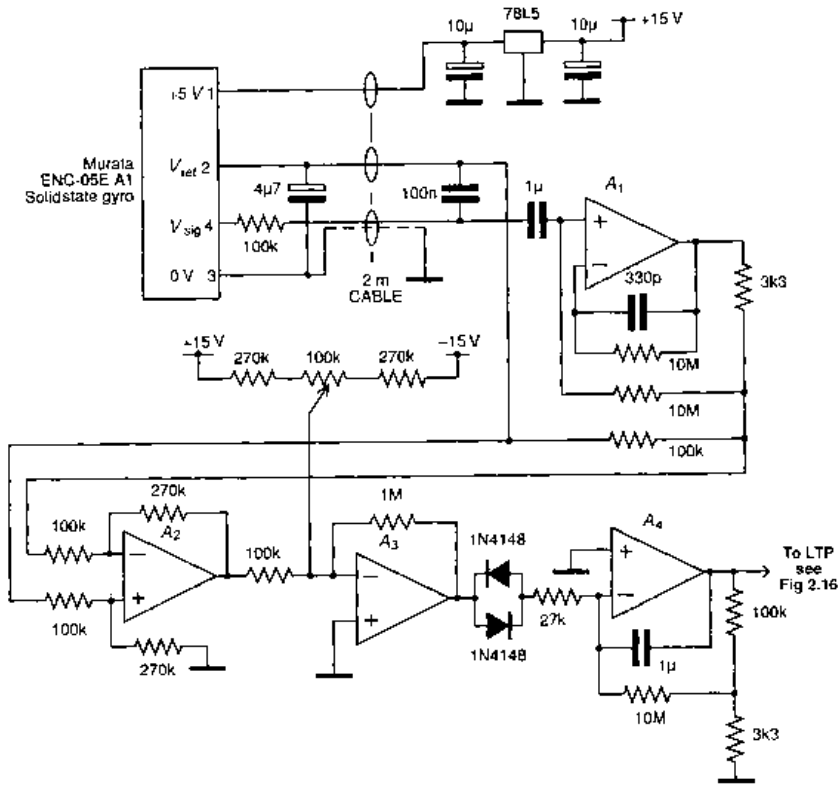 10µ
78L5
10µ
+15 V
+5 V 1
Murata
ENC-05E A1
Solidstate gyro
Vref 2
4µ7
100n
1µ
A1
Vsig 4
100k
0 V 3
2 m
CABLE
330p
3k3
10M
10M
100k
+15 V
270k
100k
270k
−15 V
270k
100k
A2
100k
1M
A3
1N4148
1N4148
27k
A4
To LTP
see
Fig 2.16
100k
100k
270k
1µ
10M
3k3